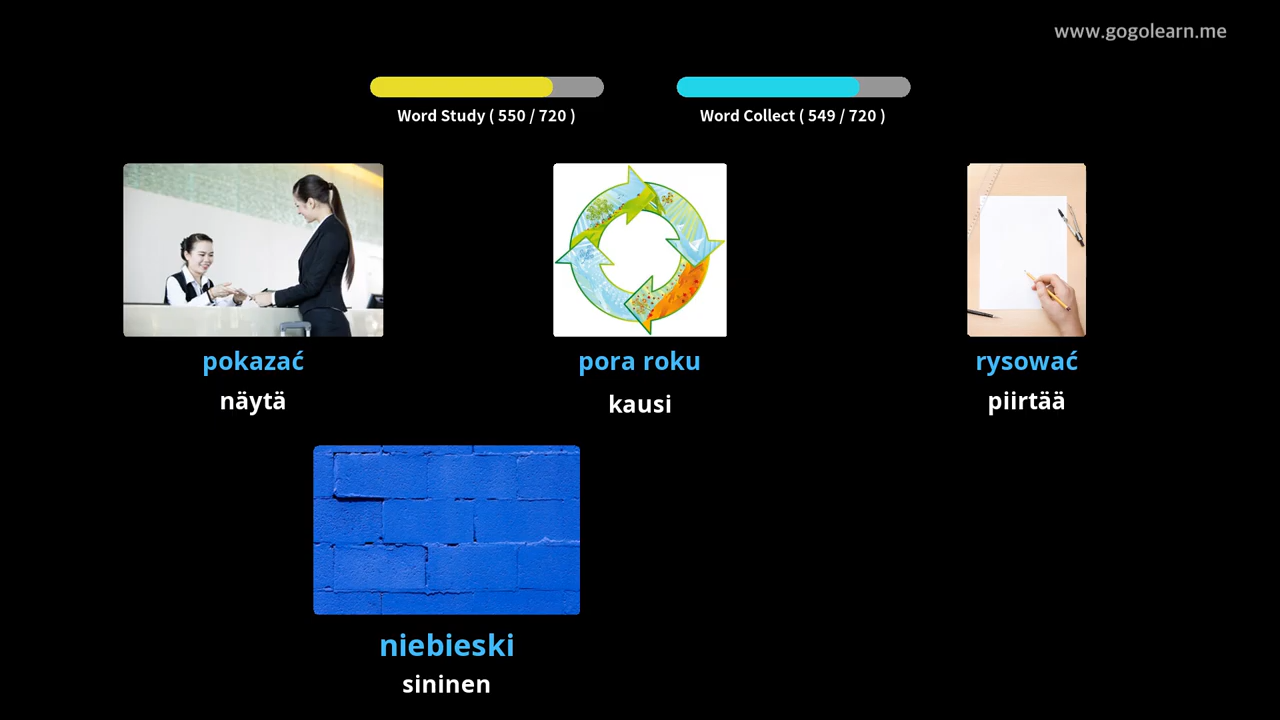 www.gogolearn.me
Word Study ( 550 / 720 )
Word Collect ( 549 / 720 )
pokazać
pora roku
rysować
näytä
kausi
piirtää
niebieski
sininen